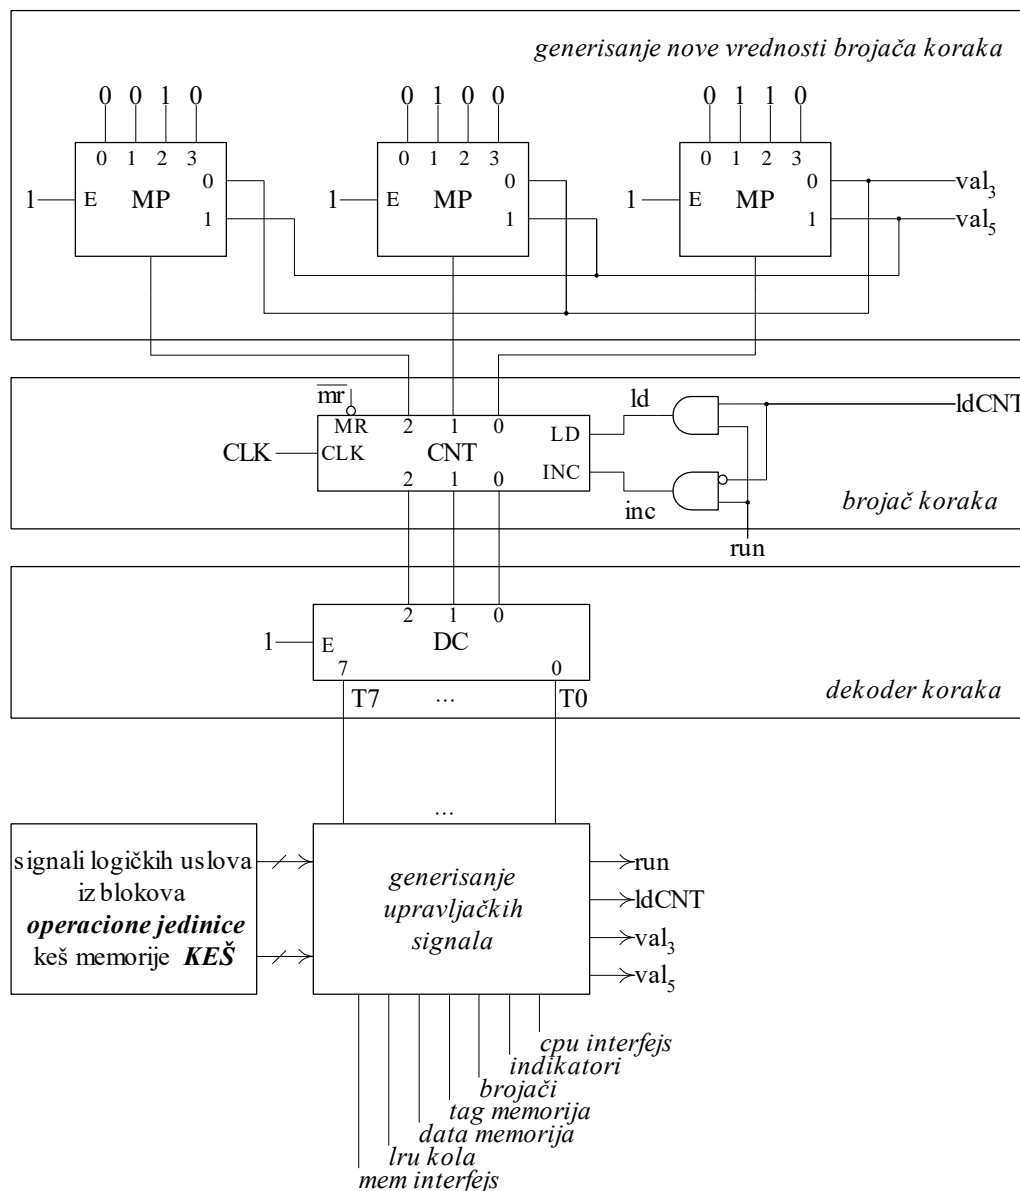 generisanje nove vrednosti brojača koraka
0 0 1 0 0 1 0 0 0 1 1 0
0 1 2 3 0 1 2 3 0 1 2 3
1 E MP 0 1 E MP 0 1 E MP 0 val3
1 1 1 val5
mr
MR 2 1 0 LD ld ldCNT
CLK CLK CNT
2 1 0 INC inc
brojač koraka
run
2 1 0
1 E DC
7 0
T7 ... T0
dekoder koraka
...
signali logičkih uslova
iz blokova
operacione jedinice
keš memorije KEŠ
generisanje
upravljačkih
signala
run
ldCNT
val3
val5
cpu interfejs
indikatori
brojači
tag memorija
data memorija
lru kola
mem interfejs